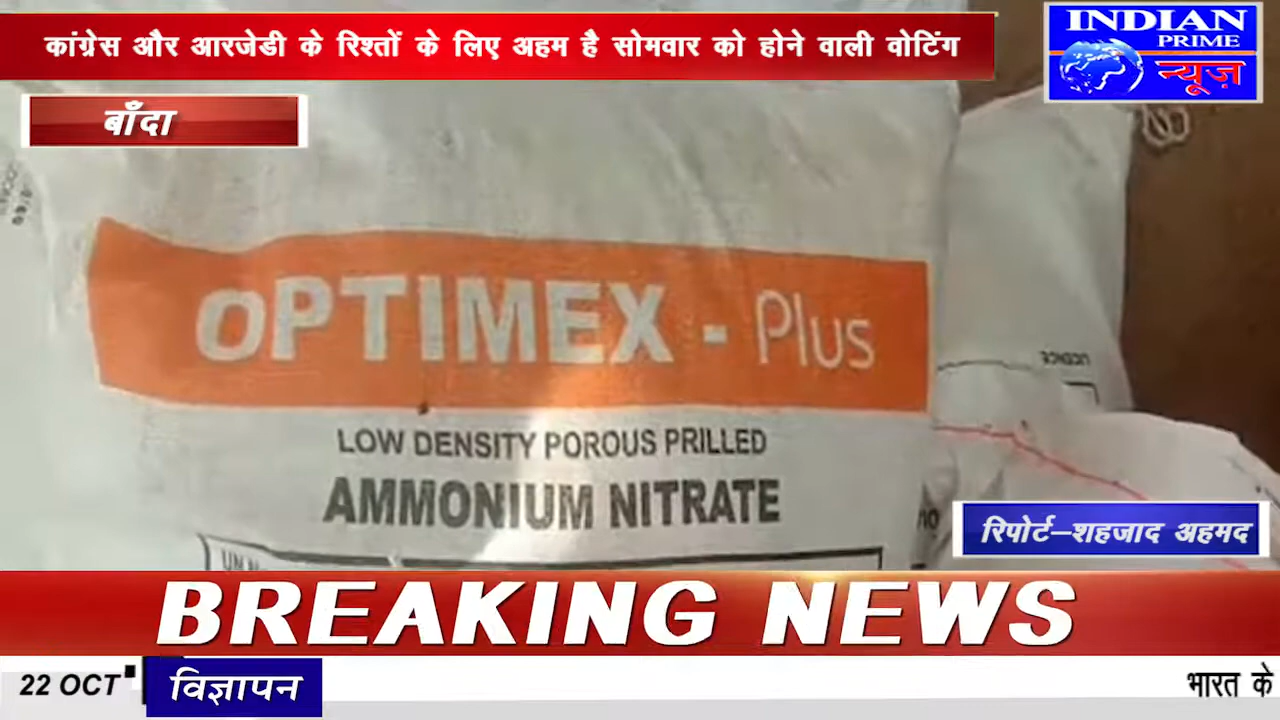 कांग्रेस और आरजेडी के रिश्तों के लिए अहम है सोमवार को होने वाली वोटिंग
INDIAN
PRIME
न्यूज़
बाँदा
OPTIMEX - Plus
LOW DENSITY POROUS PRILLED
AMMONIUM NITRATE
LICENCE
रिपोर्ट–शहजाद अहमद
BREAKING NEWS
22 OCT
विज्ञापन
भारत के